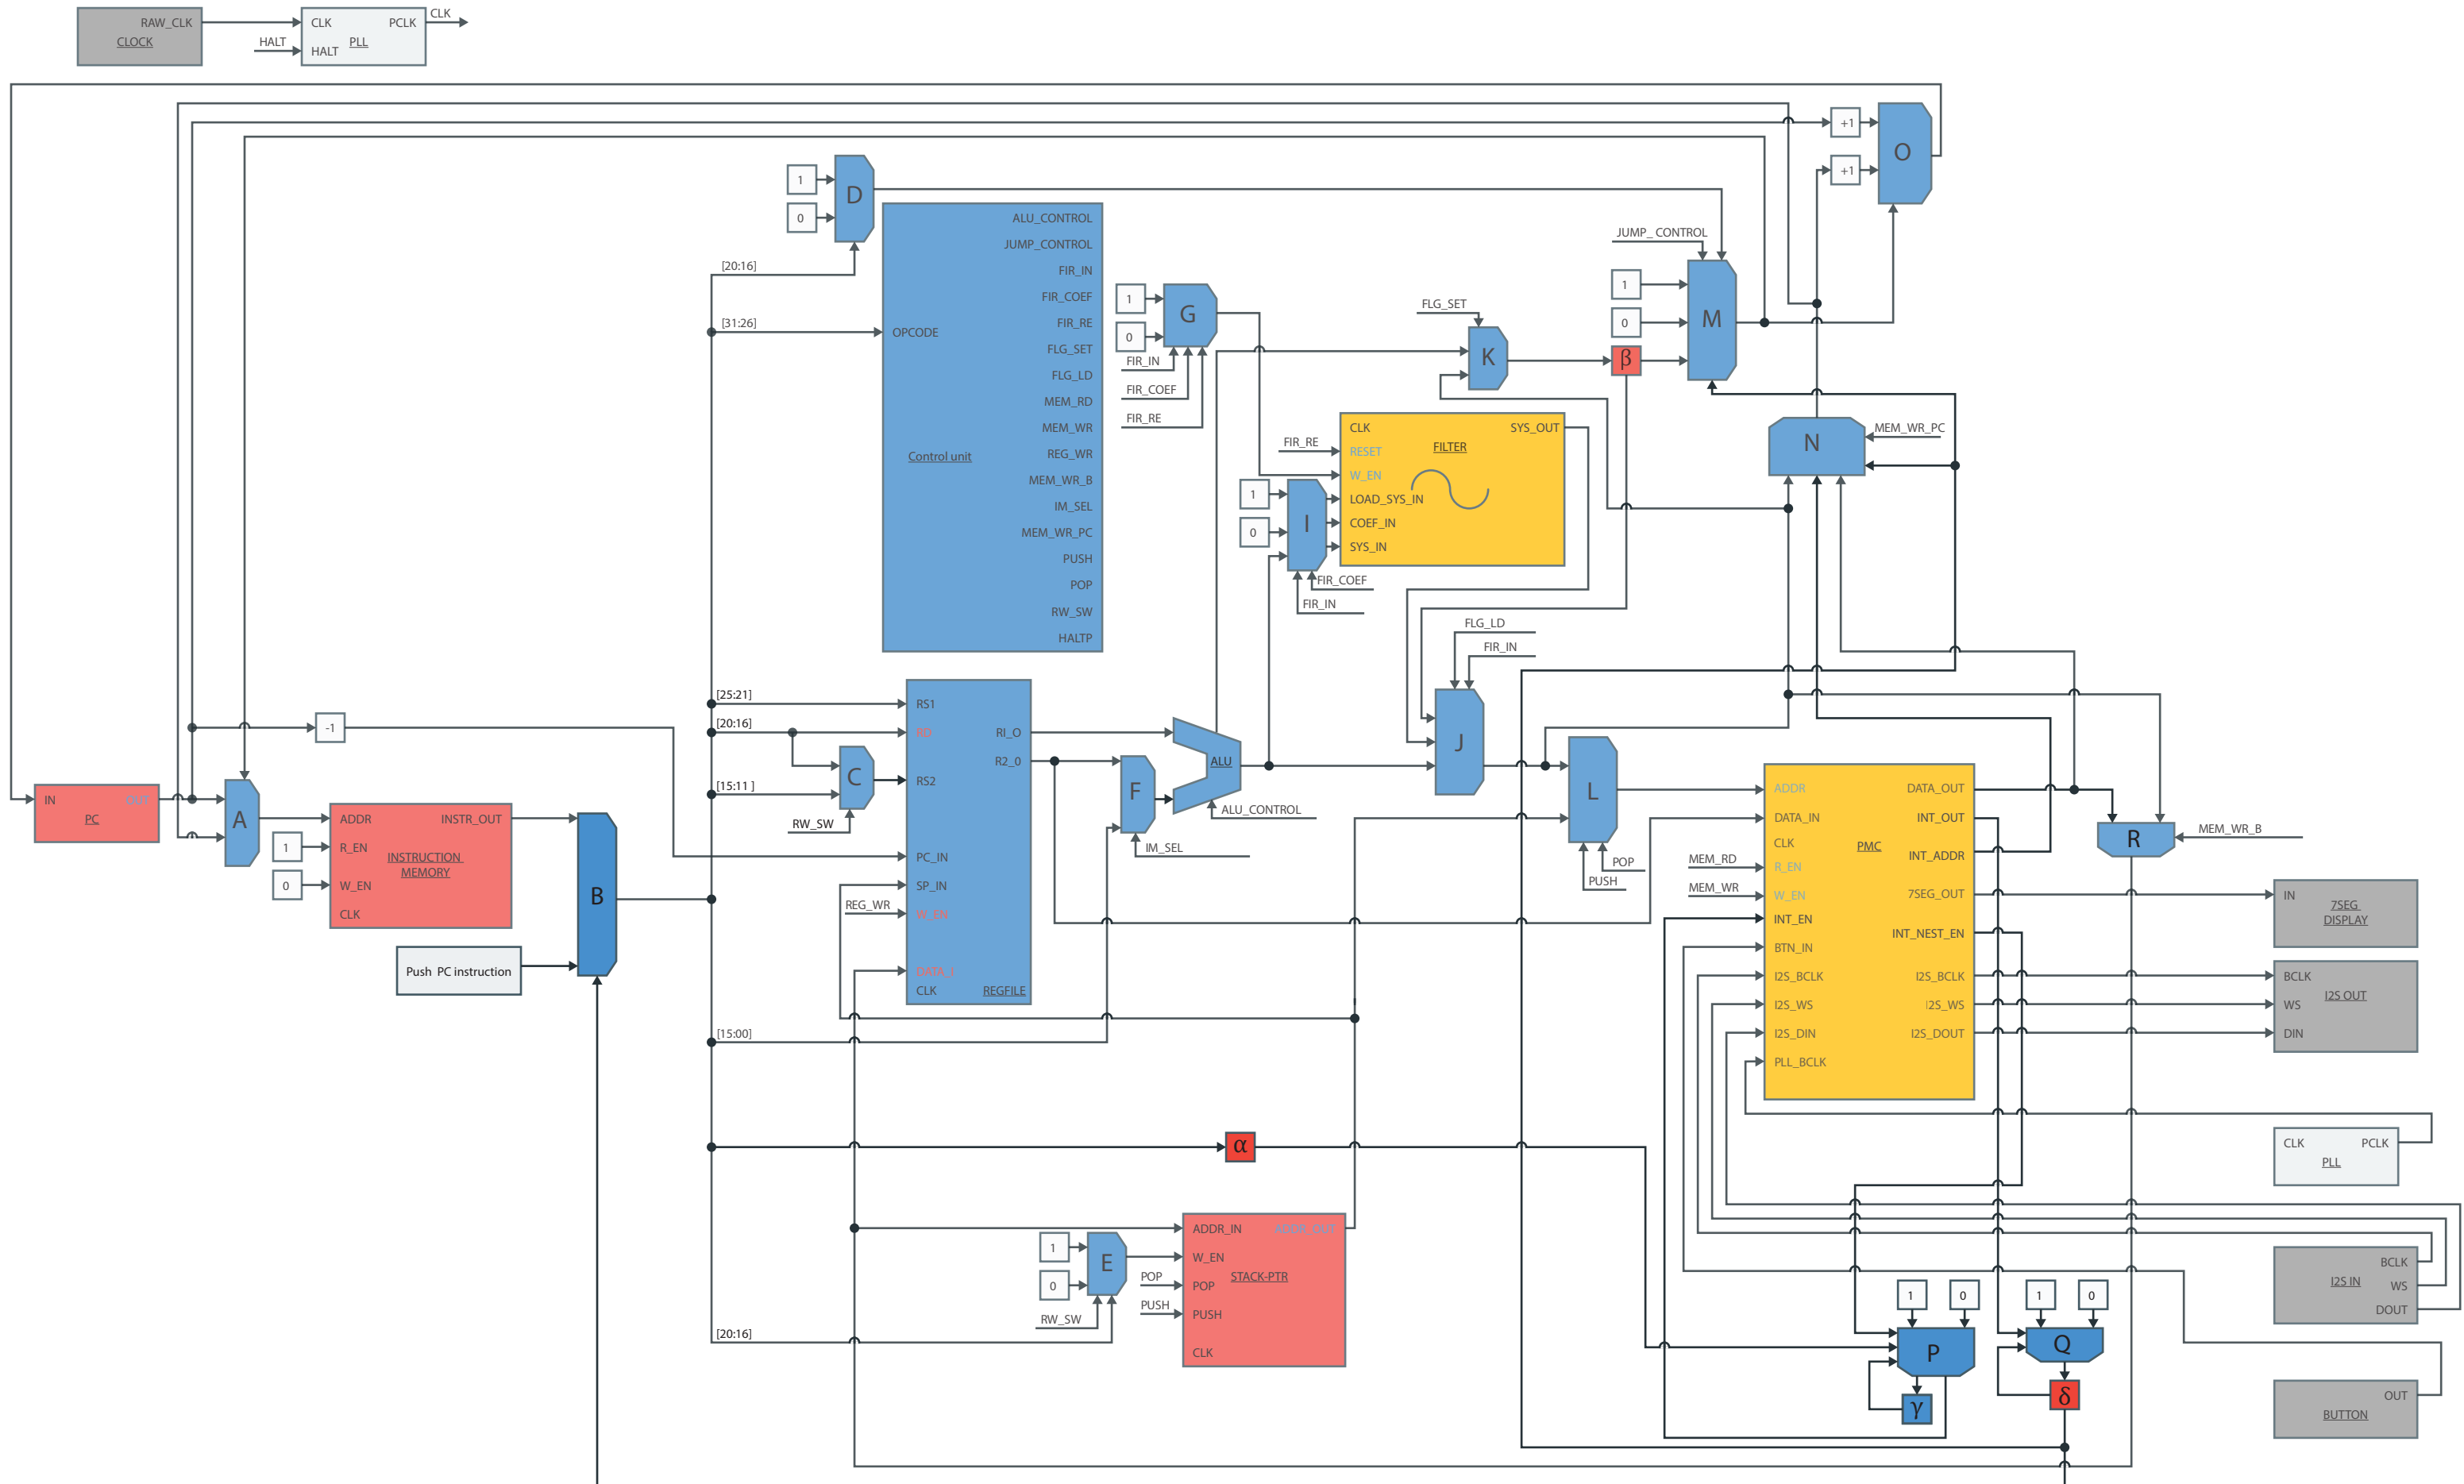 RAW_CLK
CLOCK
HALT
CLK
PCLK
HALT
PLL
CLK
+1
+1
O
1
0
D
[20:16]
[31:26]
OPCODE
Control unit
ALU_CONTROL
JUMP_CONTROL
FIR_IN
FIR_COEF
FIR_RE
FLG_SET
FLG_LD
MEM_RD
MEM_WR
REG_WR
MEM_WR_B
IM_SEL
MEM_WR_PC
PUSH
POP
RW_SW
HALTP
1
0
G
FIR_IN
FIR_COEF
FIR_RE
FLG_SET
K
JUMP_ CONTROL
1
0
β
M
N
MEM_WR_PC
FIR_RE
CLK
RESET
W_EN
LOAD_SYS_IN
COEF_IN
SYS_IN
SYS_OUT
FILTER
1
0
I
FIR_COEF
FIR_IN
FLG_LD
FIR_IN
J
L
POP
PUSH
-1
IN
OUT
PC
A
1
0
ADDR
R_EN
W_EN
CLK
INSTR_OUT
INSTRUCTION
MEMORY
Push PC instruction
B
[25:21]
[20:16]
[15:11 ]
C
RW_SW
REG_WR
RS1
RD
RS2
PC_IN
SP_IN
W_EN
DATA_I
CLK
RI_O
R2_0
REGFILE
[15:00]
F
IM_SEL
ALU
ALU_CONTROL
MEM_RD
MEM_WR
ADDR
DATA_IN
CLK
R_EN
W_EN
INT_EN
BTN_IN
I2S_BCLK
I2S_WS
I2S_DIN
PLL_BCLK
PMC
DATA_OUT
INT_OUT
INT_ADDR
7SEG_OUT
INT_NEST_EN
I2S_BCLK
I2S_WS
I2S_DOUT
R
MEM_WR_B
IN
7SEG
DISPLAY
BCLK
WS
DIN
I2S OUT
CLK
PCLK
PLL
α
1
0
E
RW_SW
[20:16]
POP
PUSH
ADDR_IN
W_EN
POP
PUSH
CLK
ADDR_OUT
STACK-PTR
1
0
P
γ
1
0
Q
δ
BCLK
WS
DOUT
I2S IN
OUT
BUTTON